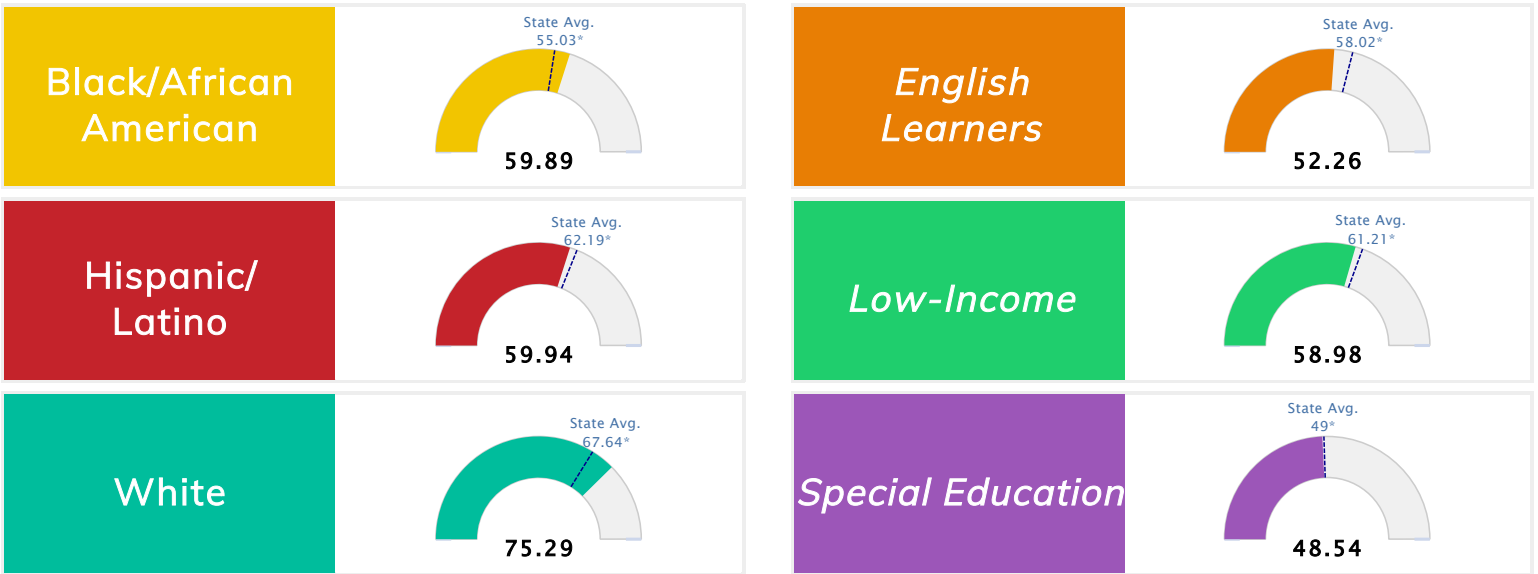 Black/African
American
State Avg.
55.03*
59.89
English
Learners
State Avg.
58.02*
52.26
Hispanic/
Latino
State Avg.
62.19*
59.94
Low-Income
State Avg.
61.21*
58.98
White
State Avg.
67.64*
75.29
Special Education
State Avg.
49*
48.54